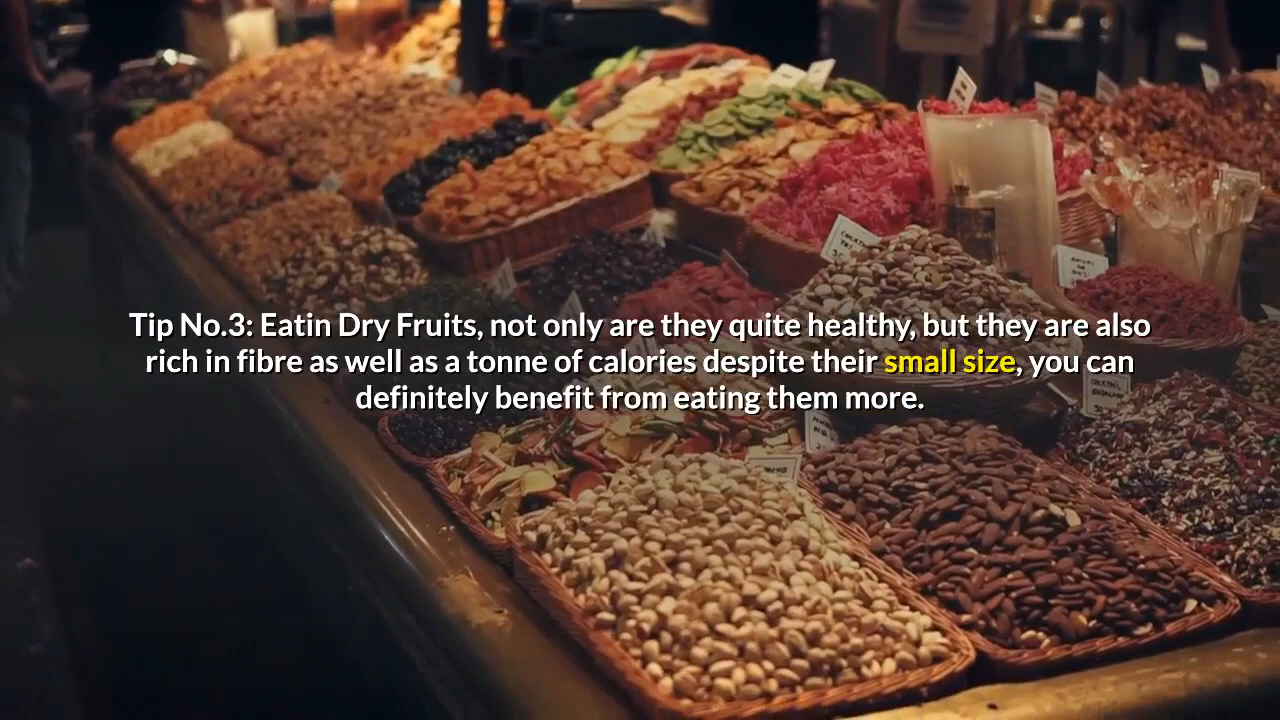 Tip No.3: Eatin Dry Fruits, not only are they quite healthy, but they are also
rich in fibre as well as a tonne of calories despite their small size, you can
definitely benefit from eating them more.